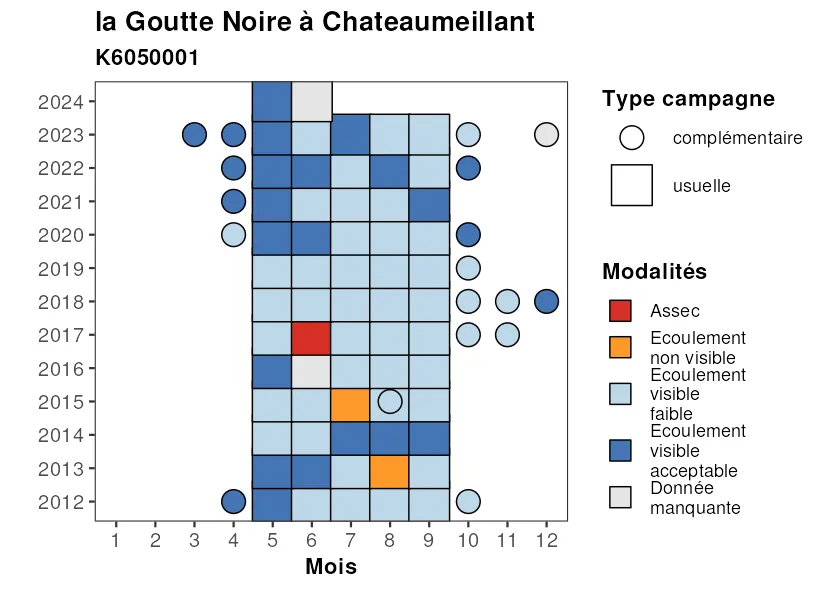 la Goutte Noire à Chateaumeillant
K6050001
2024
2023
2022
2021
2020
2019
2018
2017
2016
2015
2014
2013
2012
1 2 3 4 5 6 7 8 9 10 11 12
Mois
Type campagne
complémentaire
usuelle
Modalités
Assec
Ecoulement
non visible
Ecoulement
visible
faible
Ecoulement
visible
acceptable
Donnée
manquante